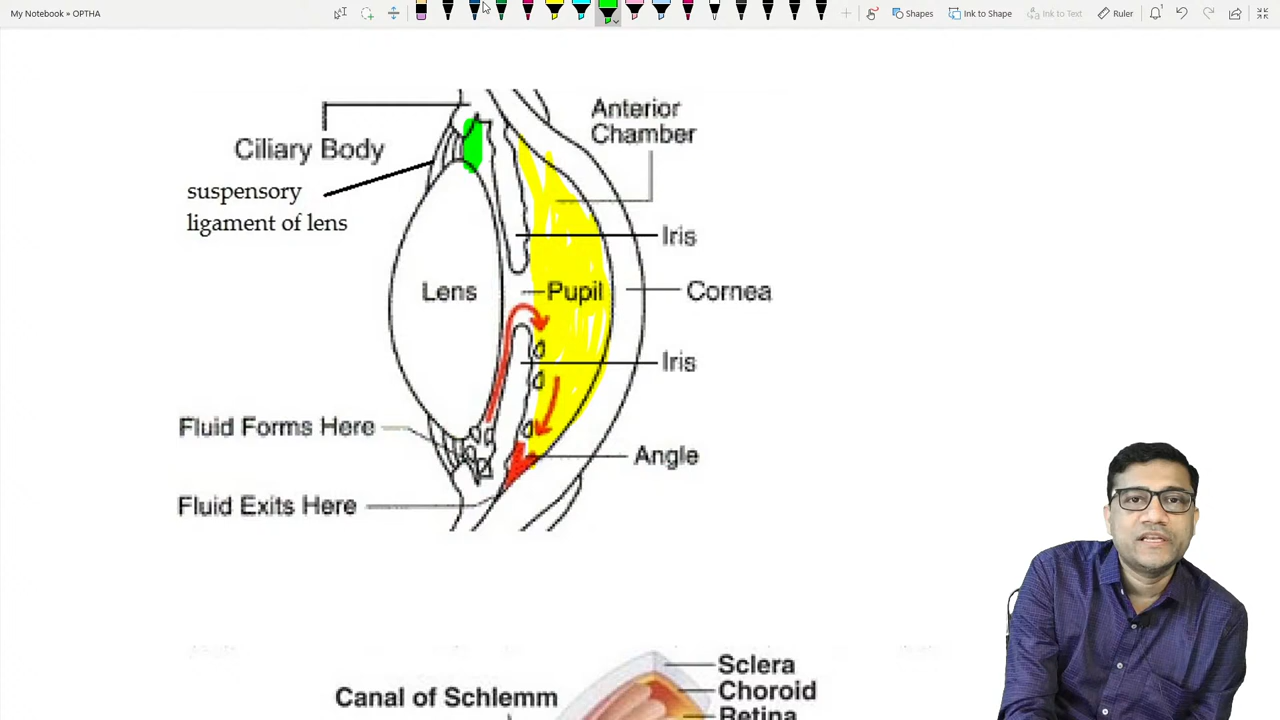 My Notebook » OPTHA
Shapes
Ink to Shape
Ink to Text
Ruler
Anterior
Chamber
Ciliary Body
suspensory
ligament of lens
Iris
Lens
Pupil
Cornea
Iris
Fluid Forms Here
Angle
Fluid Exits Here
Sclera
Canal of Schlemm
Choroid
Retina